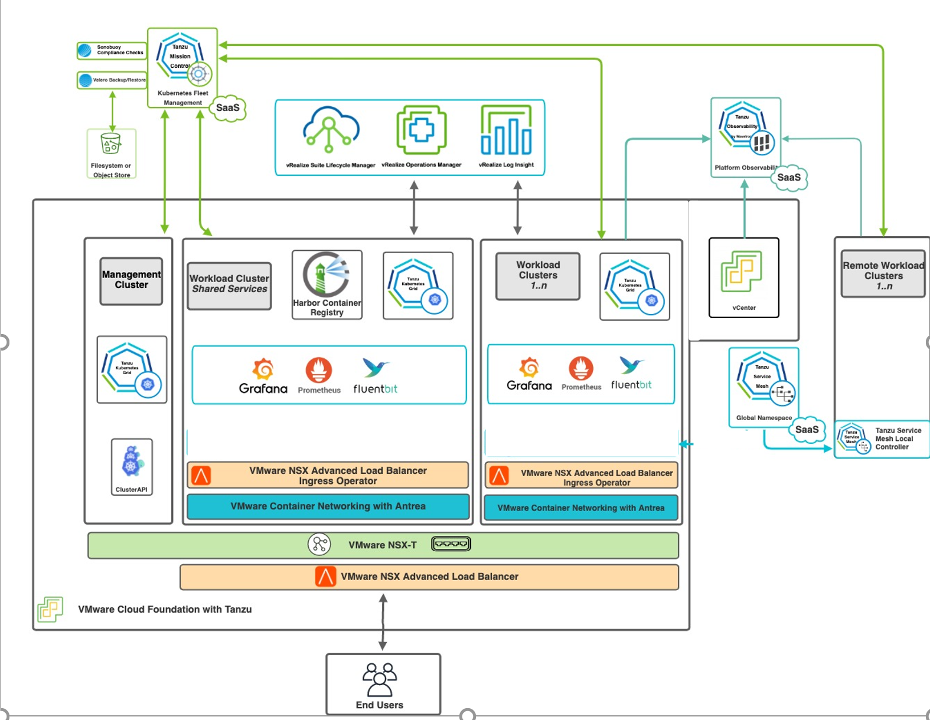 Sonobuoy
Compliance Checks
Velero Backup/Restore
Tanzu
Mission
Control
Kubernetes Fleet
Management
SaaS
Filesystem or
Object Store
vRealize Suite Lifecycle Manager
vRealize Operations Manager
vRealize Log Insight
Tanzu
Observability
by Wavefront
Platform Observability
SaaS
Management
Cluster
Workload Cluster
Shared Services
Harbor Container
Registry
Tanzu
Kubernetes
Grid
Workload
Clusters
1..n
Tanzu
Kubernetes
Grid
vCenter
Remote Workload
Clusters
1..n
Tanzu
Kubernetes
Grid
Grafana
Prometheus
fluentbit
Grafana
Prometheus
fluentbit
Tanzu
Service
Mesh
Global Namespace
SaaS
Tanzu
Service
Mesh
Tanzu Service
Mesh Local
Controller
ClusterAPI
VMware NSX Advanced Load Balancer
Ingress Operator
VMware NSX Advanced Load Balancer
Ingress Operator
VMware Container Networking with Antrea
VMware Container Networking with Antrea
VMware NSX-T
VMware NSX Advanced Load Balancer
VMware Cloud Foundation with Tanzu
End Users